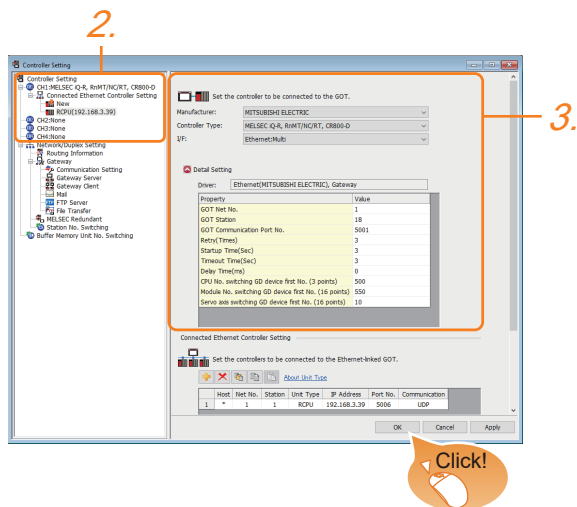 2.
Controller Setting
Controller Setting
CH1:MELSEC iQ-R, RnMT/NC/RT, CR800-D
Connected Ethernet Controller Setting
New
RCPU(192.168.3.39)
CH2:None
CH3:None
CH4:None
Network/Duplex Setting
Routing Information
Gateway
Communication Setting
Gateway Server
Gateway Client
Mail
FTP Server
File Transfer
MELSEC Redundant
Station No. Switching
Buffer Memory Unit No. Switching
Set the controller to be connected to the GOT.
Manufacturer: MITSUBISHI ELECTRIC
Controller Type: MELSEC iQ-R, RnMT/NC/RT, CR800-D
I/F: Ethernet:Multi
3.
Detail Setting
Driver: Ethernet(MITSUBISHI ELECTRIC), Gateway
Property Value
GOT Net No. 1
GOT Station 18
GOT Communication Port No. 5001
Retry(Times) 3
Startup Time(Sec) 3
Timeout Time(Sec) 3
Delay Time(ms) 0
CPU No. switching GD device first No. (3 points) 500
Module No. switching GD device first No. (16 points) 550
Servo axis switching GD device first No. (16 points) 10
Connected Ethernet Controller Setting
Set the controllers to be connected to the Ethernet-linked GOT.
About Unit Type
Host Net No. Station Unit Type IP Address Port No. Communication
1 * 1 1 RCPU 192.168.3.39 5006 UDP
OK Cancel Apply
Click!